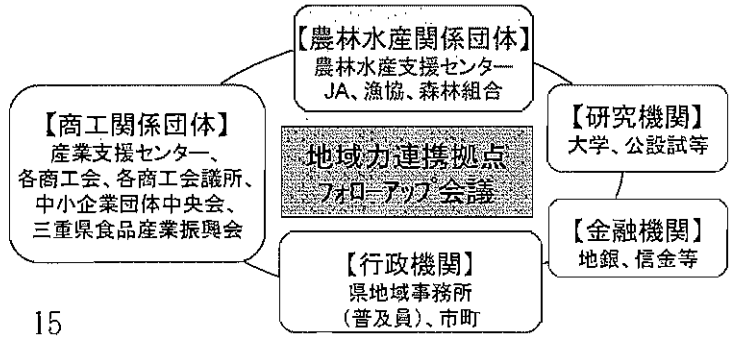 【農林水産関係団体】
農林水産支援センター
JA、漁協、森林組合
【商工関係団体】
産業支援センター、
各商工会、各商工会議所、
中小企業団体中央会、
三重県食品産業振興会
地域力連携拠点
フォローアップ会議
【研究機関】
大学、公設試等
【金融機関】
地銀、信金等
【行政機関】
県地域事務所
(普及員)、市町
15